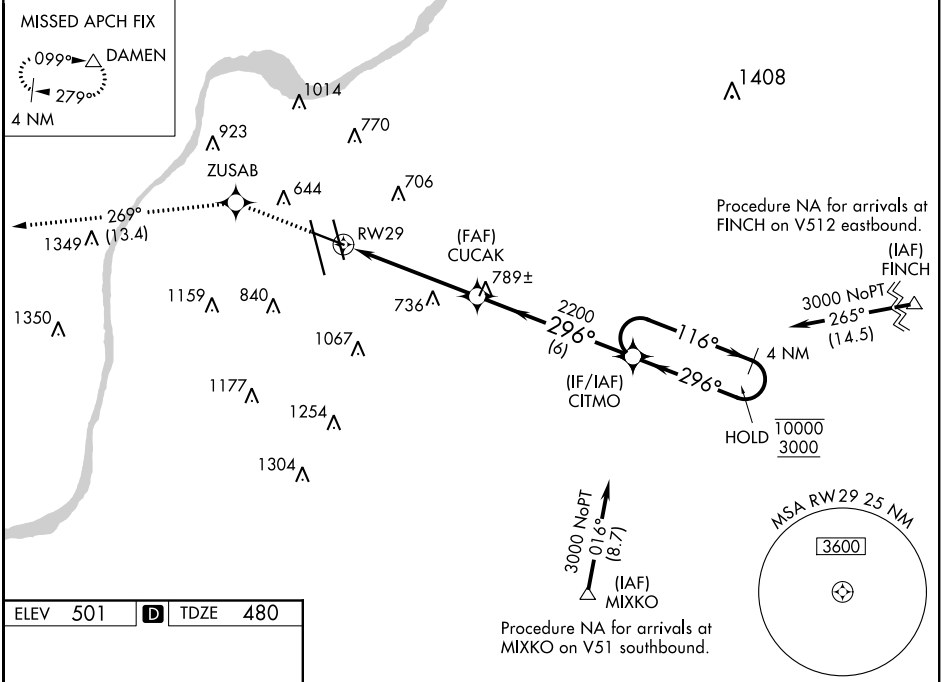 MISSED APCH FIX
099° DAMEN
279°
4 NM
1014
1408
923
770
ZUSAB
644
706
Procedure NA for arrivals at
FINCH on V512 eastbound.
269°
(13.4)
1349
RW29
(FAF)
CUCAK
789±
(IAF)
FINCH
1159
840
736
3000 NoPT
265°
(14.5)
1350
2200
296°
(6)
116°
4 NM
1067
(IF/IAF)
CITMO
296°
1177
1254
HOLD
10000
3000
1304
3000 NoPT
016°
(8.7)
MSA RW29 25 NM
3600
(IAF)
MIXKO
Procedure NA for arrivals at
MIXKO on V51 southbound.
ELEV 501 D TDZE 480